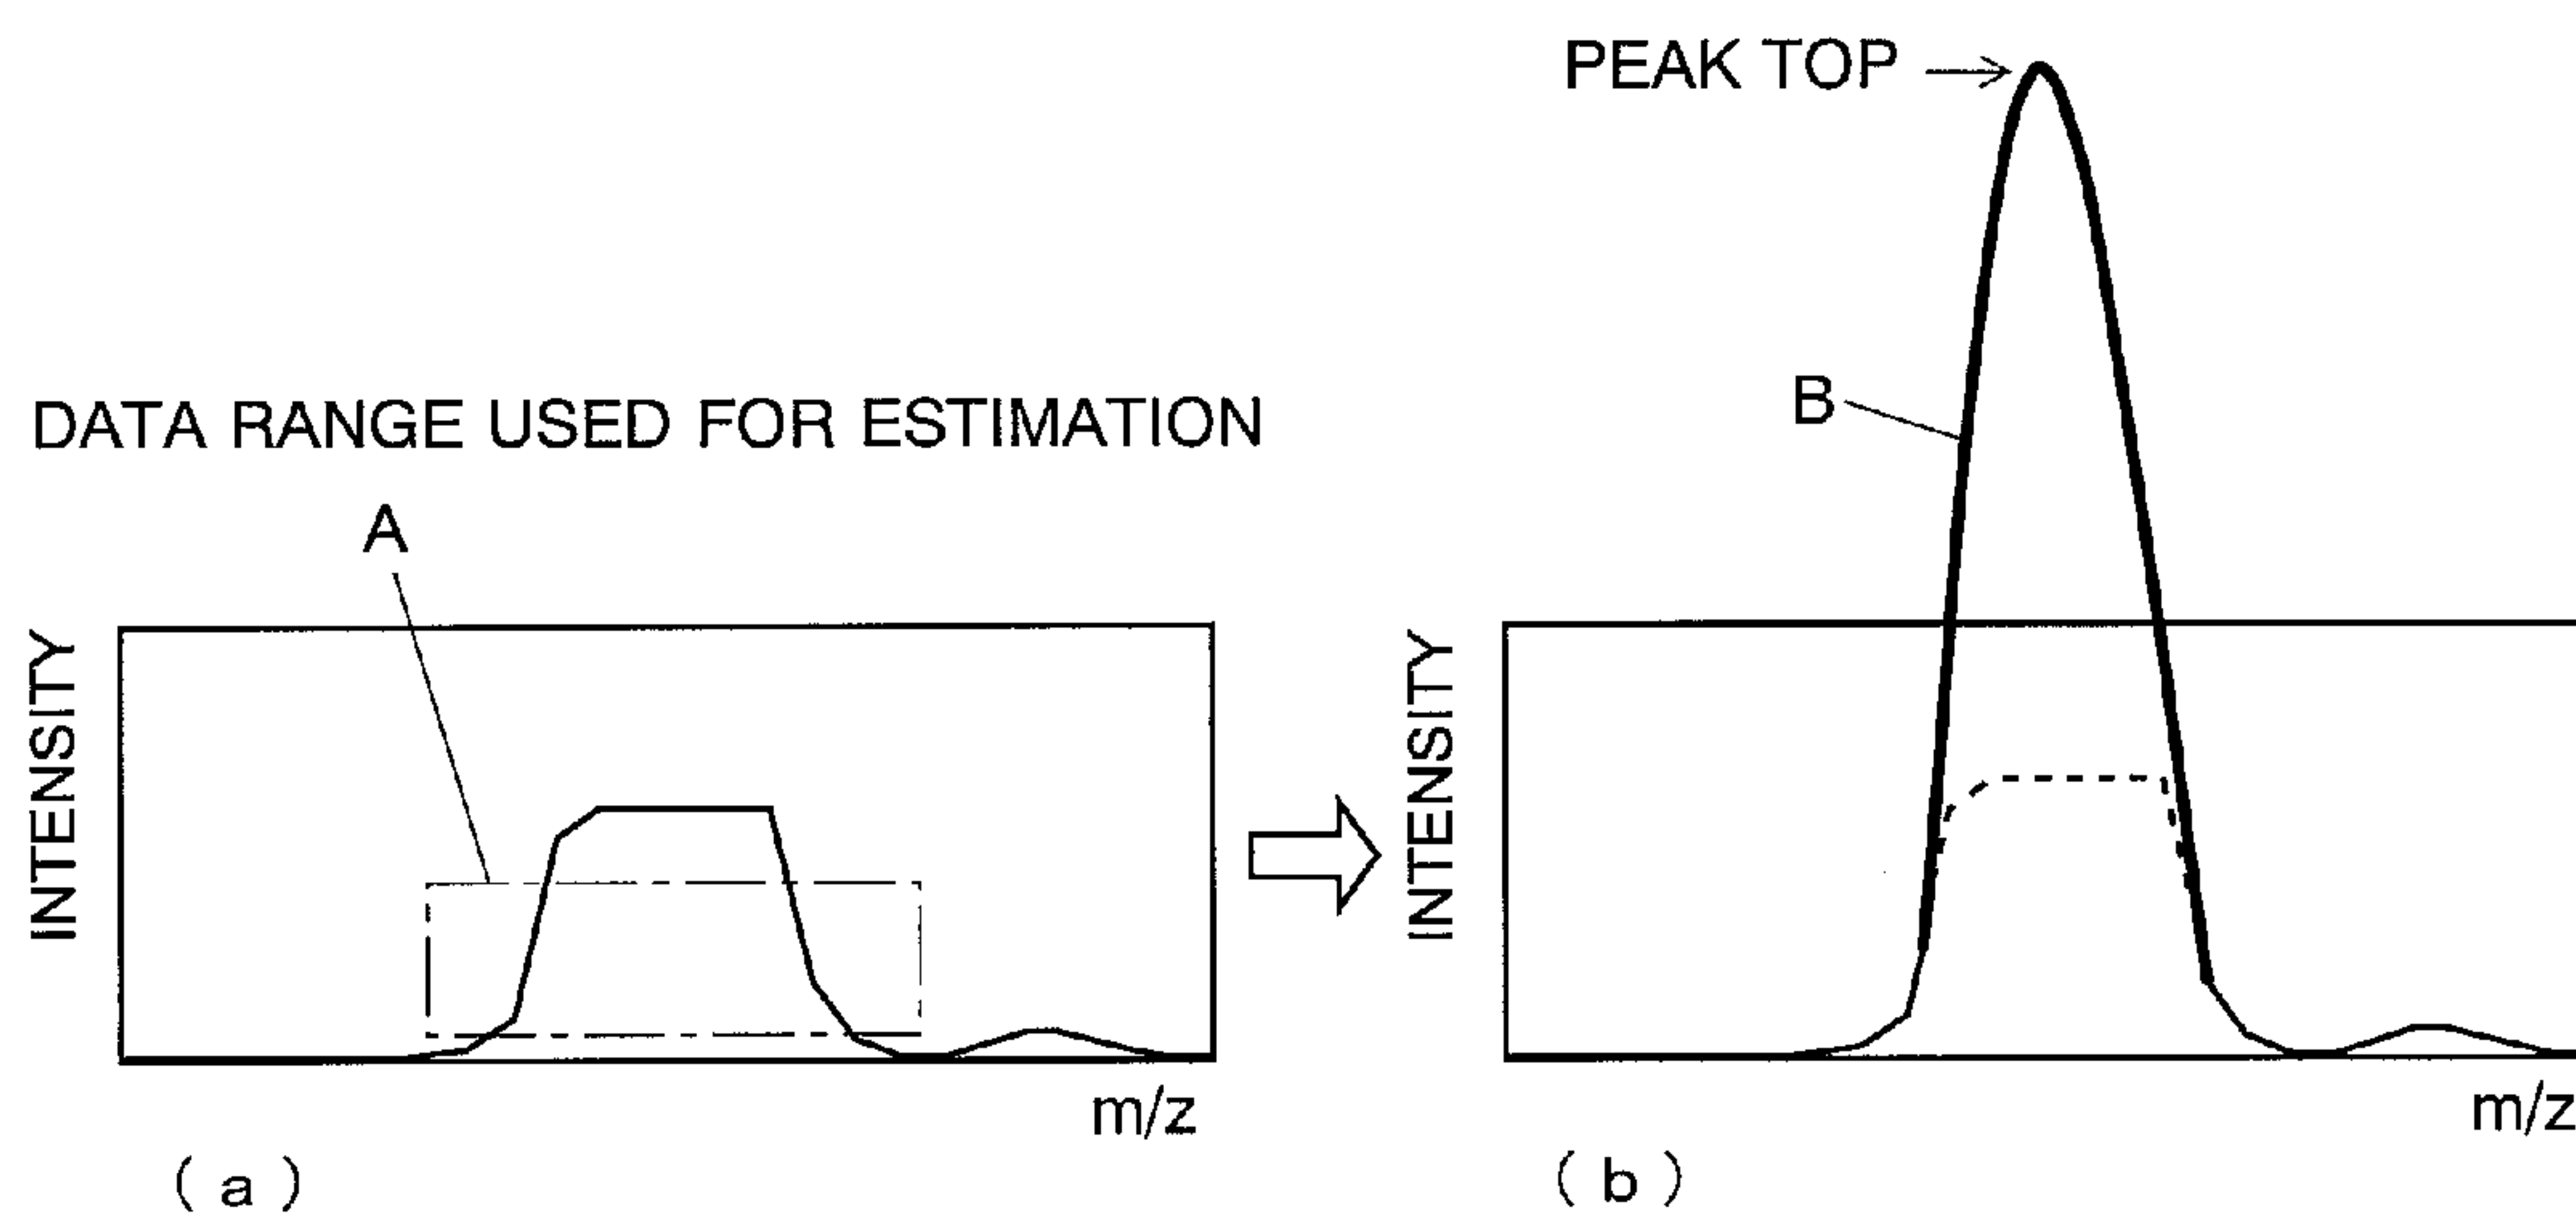 PEAK TOP
DATA RANGE USED FOR ESTIMATION
A
B
INTENSITY
INTENSITY
m/z
m/z
( a )
( b )